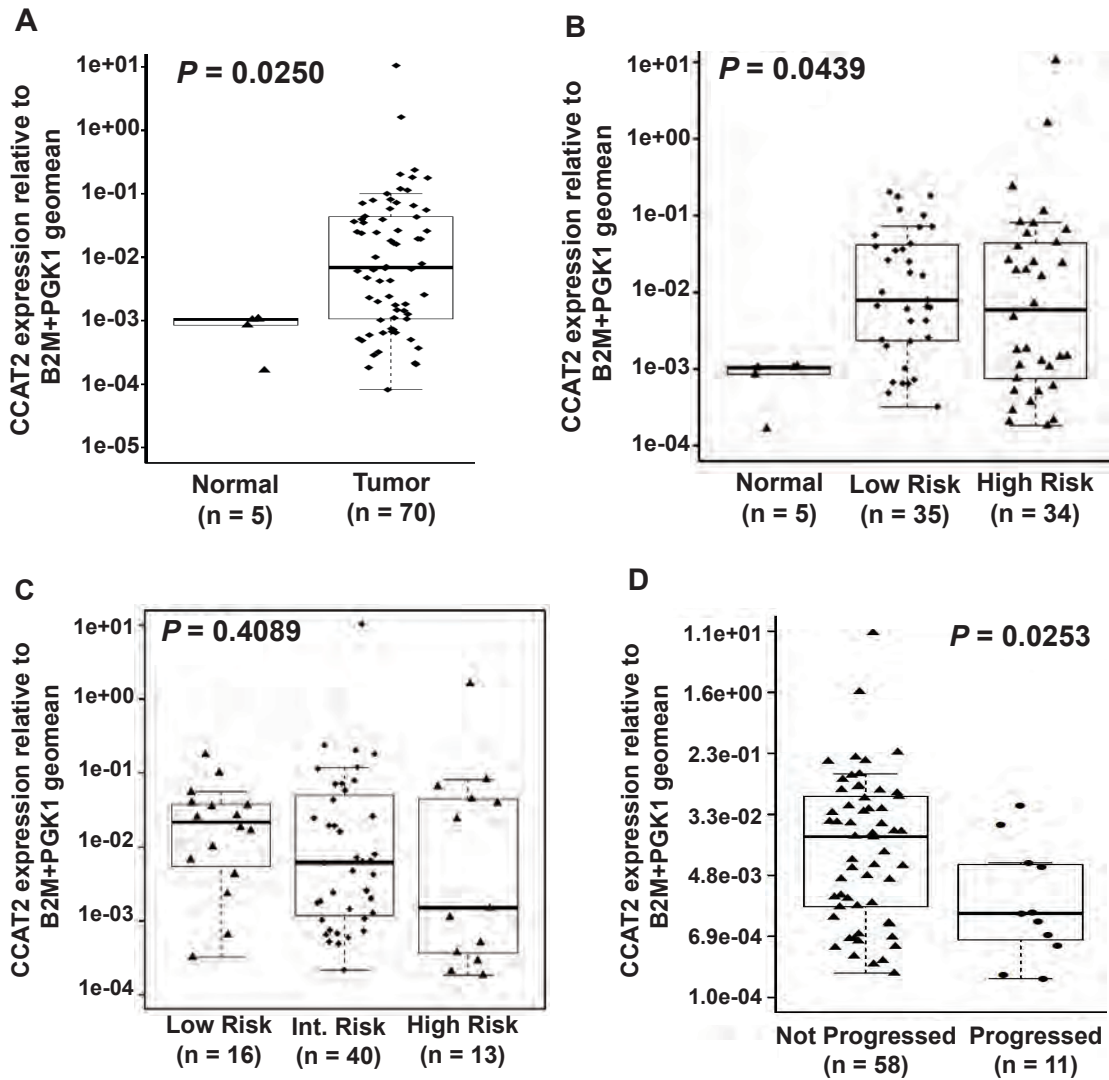 A
CCAT2 expression relative to
B2M+PGK1 geomean
P = 0.0250
1e+01
1e+00
1e-01
1e-02
1e-03
1e-04
1e-05
Normal
(n = 5)
Tumor
(n = 70)
B
CCAT2 expression relative to
B2M+PGK1 geomean
P = 0.0439
1e+01
1e+00
1e-01
1e-02
1e-03
1e-04
Normal
(n = 5)
Low Risk
(n = 35)
High Risk
(n = 34)
C
CCAT2 expression relative to
B2M+PGK1 geomean
P = 0.4089
1e+01
1e+00
1e-01
1e-02
1e-03
1e-04
Low Risk
(n = 16)
Int. Risk
(n = 40)
High Risk
(n = 13)
D
CCAT2 expression relative to
B2M+PGK1 geomean
P = 0.0253
1.1e+01
1.6e+00
2.3e-01
3.3e-02
4.8e-03
6.9e-04
1.0e-04
Not Progressed
(n = 58)
Progressed
(n = 11)